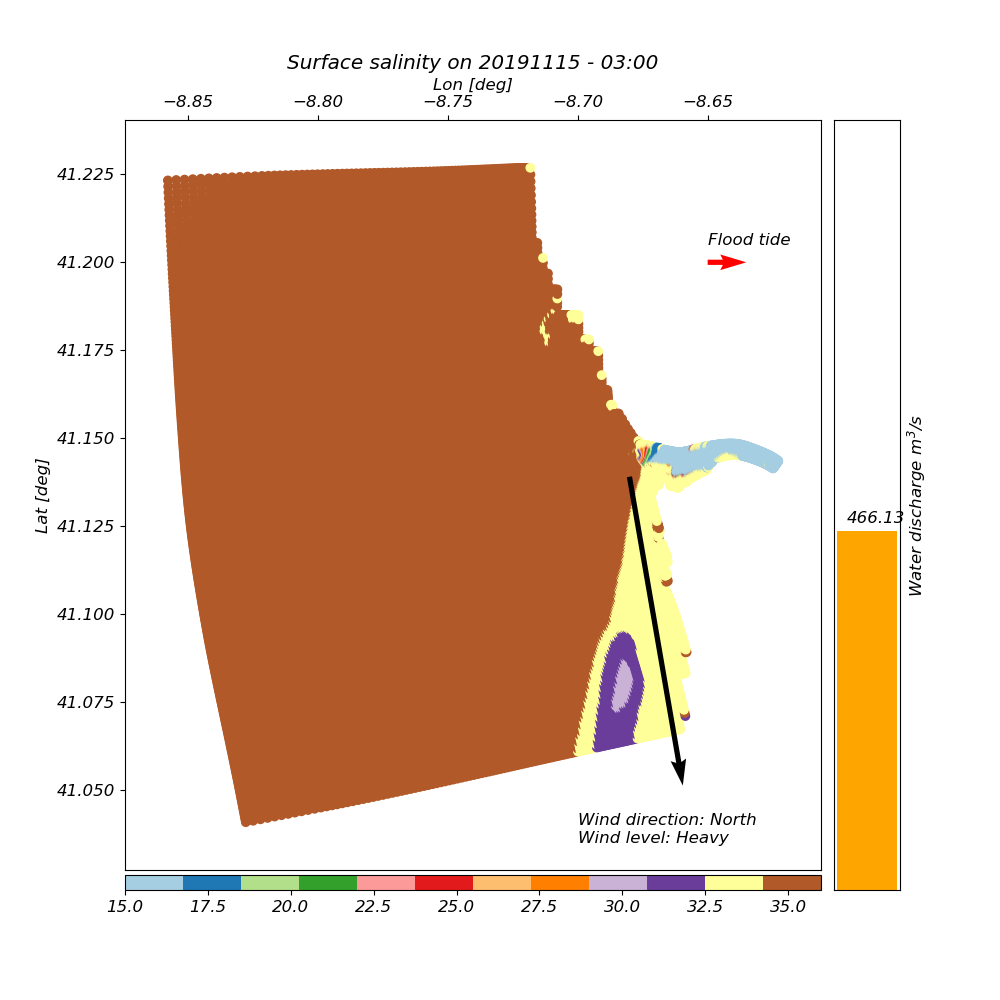 Surface salinity on 20191115 - 03:00
Lon [deg]
−8.85 −8.80 −8.75 −8.70 −8.65
41.225
41.200
41.175
41.150
41.125
41.100
41.075
41.050
Lat [deg]
Flood tide
466.13
Water discharge m³/s
Wind direction: North
Wind level: Heavy
15.0 17.5 20.0 22.5 25.0 27.5 30.0 32.5 35.0